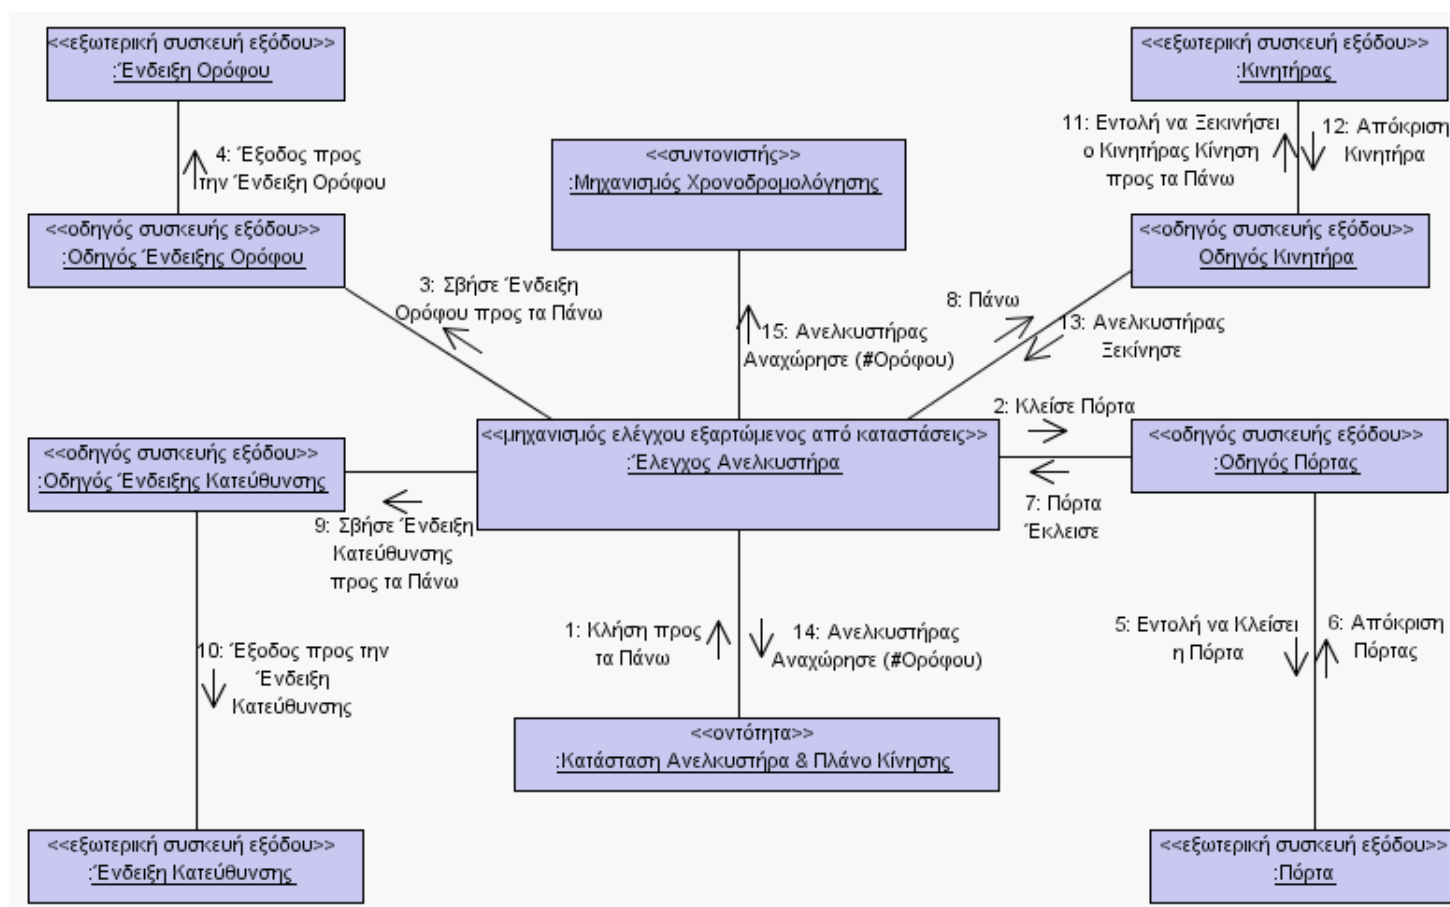 <<εξωτερική συσκευή εξόδου>>
:Ένδειξη Ορόφου
<<εξωτερική συσκευή εξόδου>>
:Κινητήρας
4: Έξοδος προς
την Ένδειξη Ορόφου
<<συντονιστής>>
:Μηχανισμός Χρονοδρομολόγησης
11: Εντολή να Ξεκινήσει
ο Κινητήρας Κίνηση
προς τα Πάνω
12: Απόκριση
Κινητήρα
<<οδηγός συσκευής εξόδου>>
:Οδηγός Ένδειξης Ορόφου
<<οδηγός συσκευής εξόδου>>
Οδηγός Κινητήρα
3: Σβήσε Ένδειξη
Ορόφου προς τα Πάνω
15: Ανελκυστήρας
Αναχώρησε (#Ορόφου)
8: Πάνω
13: Ανελκυστήρας
Ξεκίνησε
2: Κλείσε Πόρτα
<<οδηγός συσκευής εξόδου>>
:Οδηγός Ένδειξης Κατεύθυνσης
<<μηχανισμός ελέγχου εξαρτώμενος από καταστάσεις>>
:Έλεγχος Ανελκυστήρα
<<οδηγός συσκευής εξόδου>>
:Οδηγός Πόρτας
9: Σβήσε Ένδειξη
Κατεύθυνσης
προς τα Πάνω
7: Πόρτα
Έκλεισε
10: Έξοδος προς την
Ένδειξη
Κατεύθυνσης
1: Κλήση προς
τα Πάνω
14: Ανελκυστήρας
Αναχώρησε (#Ορόφου)
5: Εντολή να Κλείσει
η Πόρτα
6: Απόκριση
Πόρτας
<<οντότητα>>
:Κατάσταση Ανελκυστήρα & Πλάνο Κίνησης
<<εξωτερική συσκευή εξόδου>>
:Ένδειξη Κατεύθυνσης
<<εξωτερική συσκευή εξόδου>>
:Πόρτα